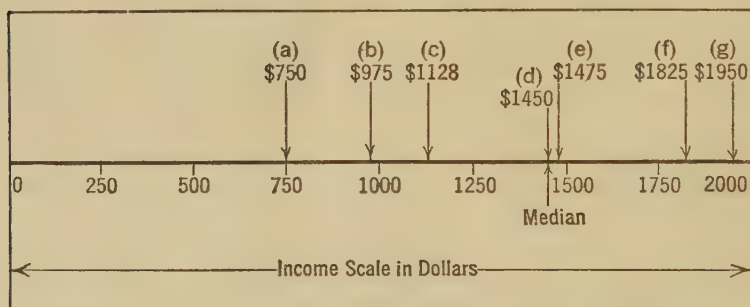 (a) (b) (c) (d) (e) (f) (g)
$750 $975 $1128 $1450 $1475 $1825 $1950
0 250 500 750 1000 1250 1500 1750 2000
Median
Income Scale in Dollars